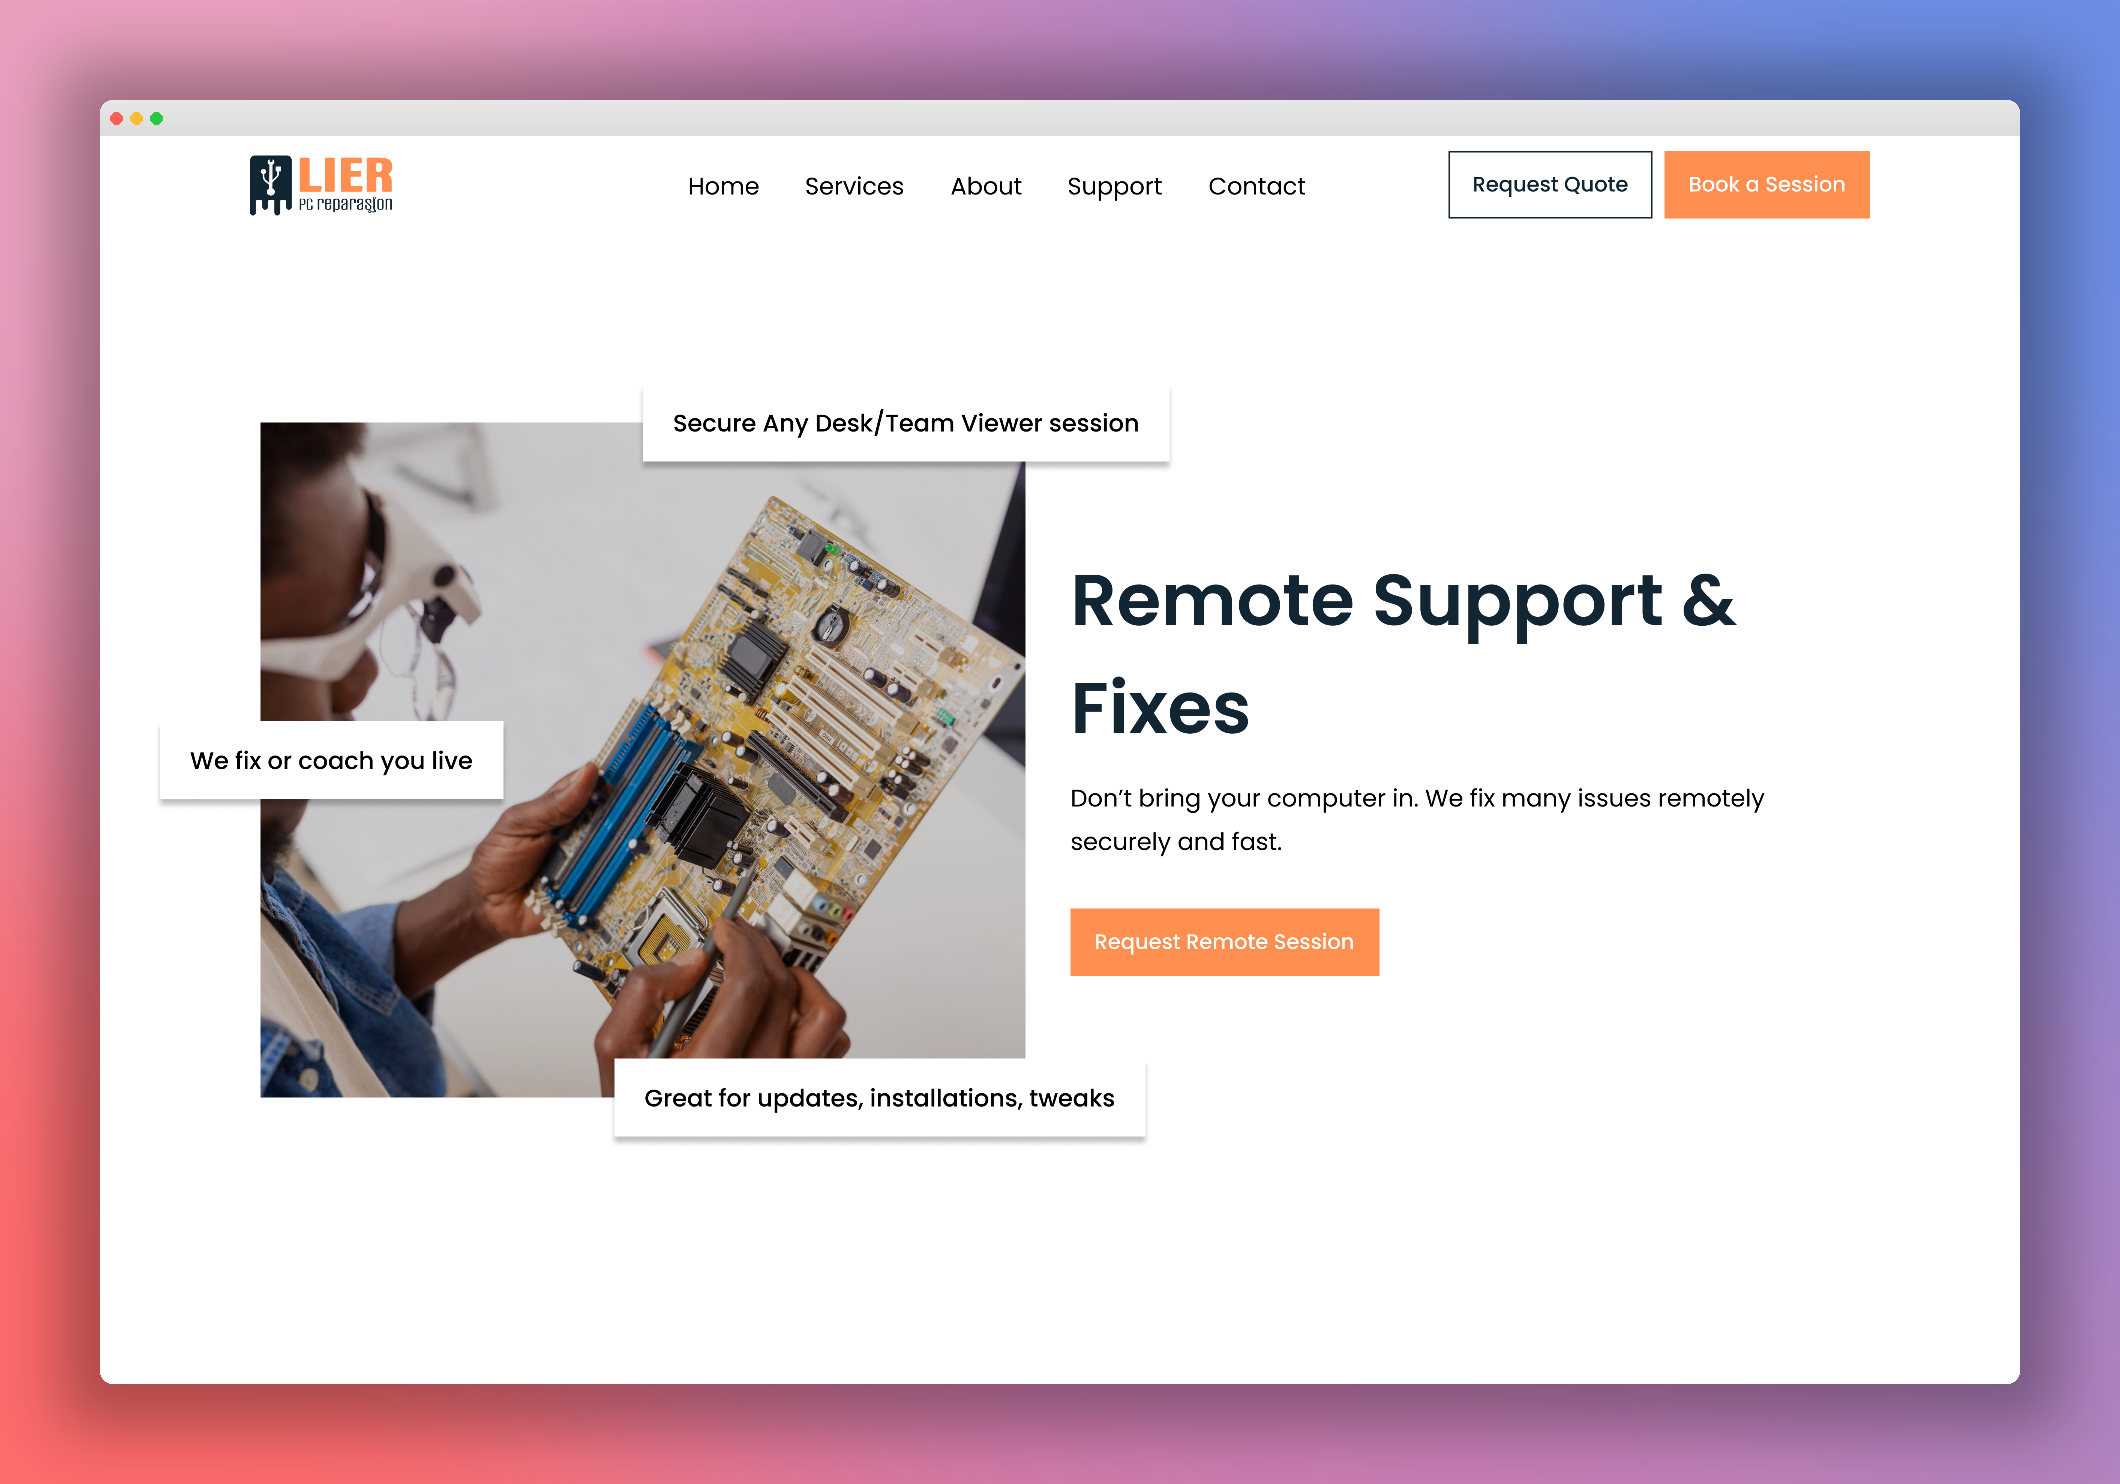 LIER
PC reparasjon
Home
Services
About
Support
Contact
Request Quote
Book a Session
Secure Any Desk/Team Viewer session
We fix or coach you live
Great for updates, installations, tweaks
Remote Support &
Fixes
Don’t bring your computer in. We fix many issues remotely
securely and fast.
Request Remote Session